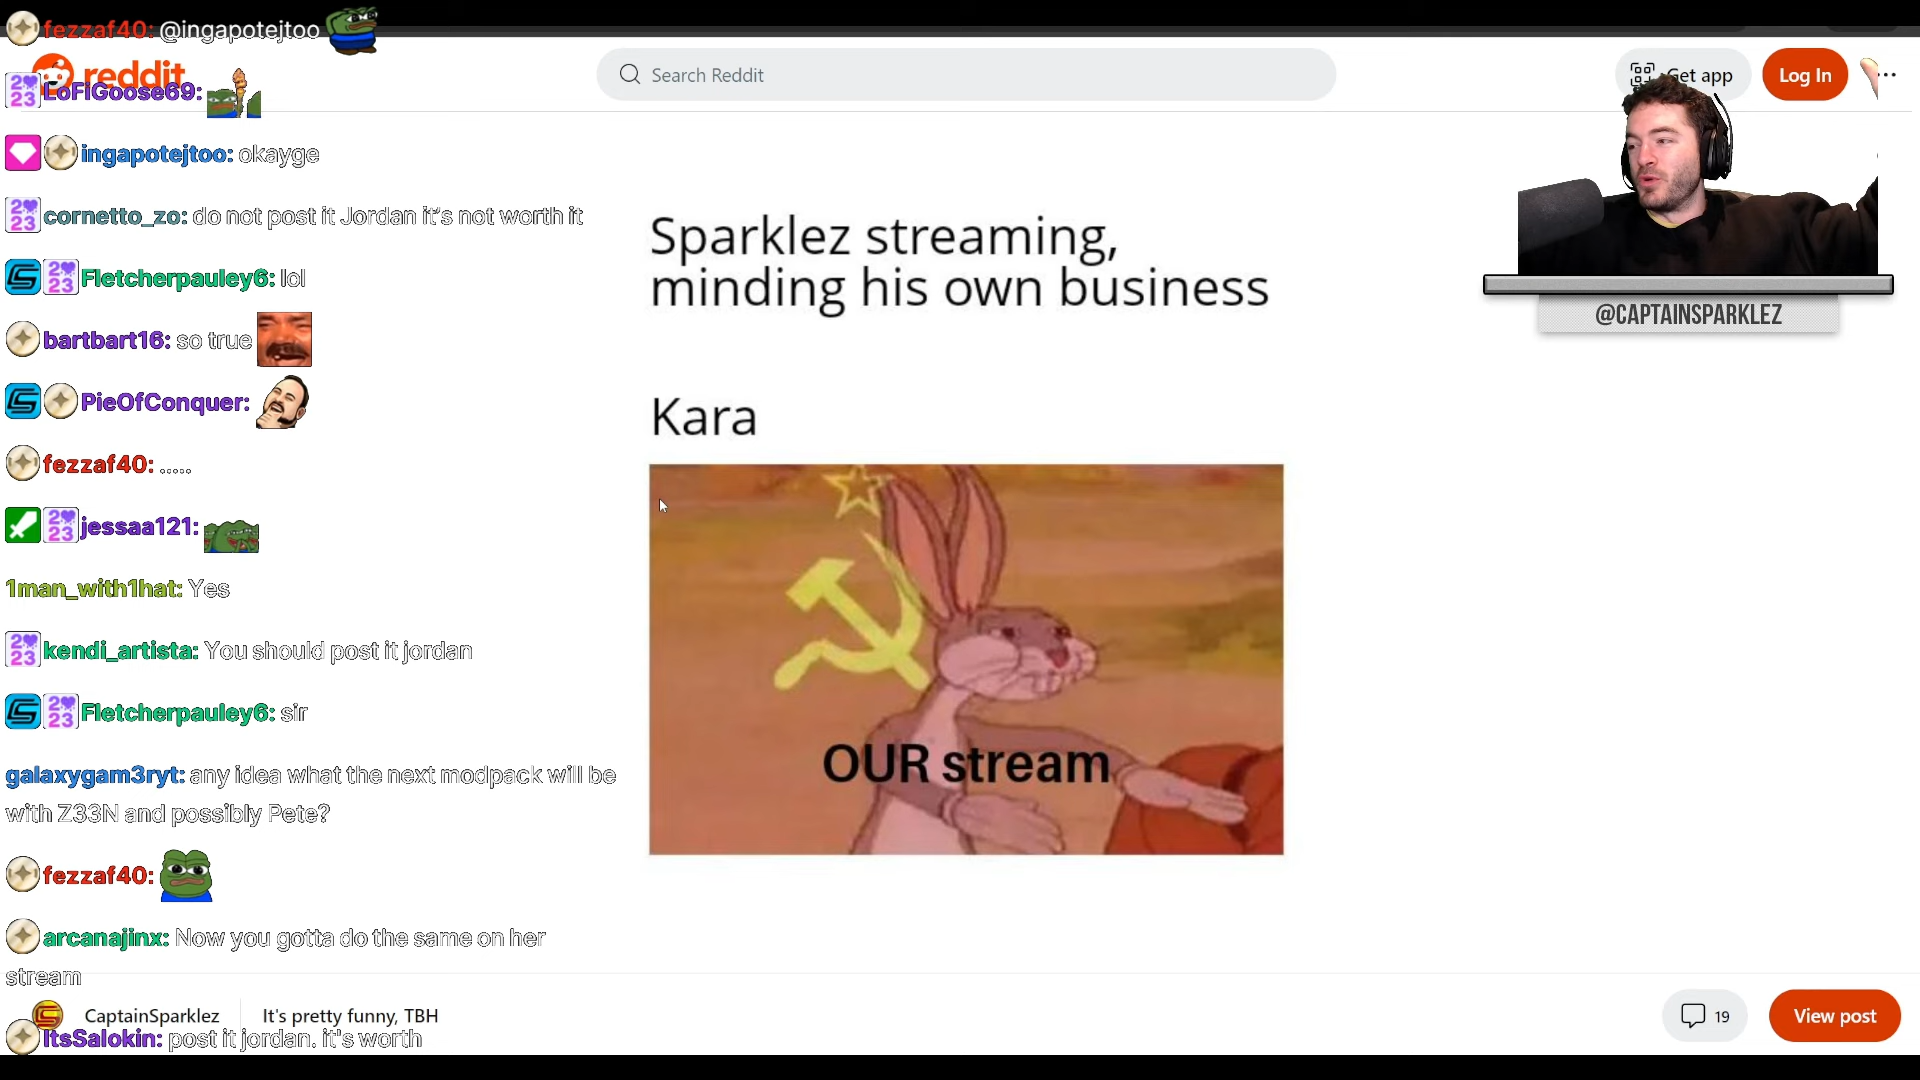 fezzaf40: @ingapotejtoo
reddit
Search Reddit
Get app
Log In
LoFiGoose69:
ingapotejtoo: okayge
cornetto_zo: do not post it Jordan it's not worth it
Fletcherpauley6: lol
bartbart16: so true
PieOfConquer:
fezzaf40: .....
jessaa121:
1man_with1hat: Yes
kendi_artista: You should post it jordan
Fletcherpauley6: sir
galaxygam3ryt: any idea what the next modpack will be
with Z33N and possibly Pete?
fezzaf40:
arcanajinx: Now you gotta do the same on her
stream
ItsSalokin: post it jordan. it's worth
Sparklez streaming,
minding his own business
Kara
OUR stream
@CAPTAINSPARKLEZ
CaptainSparklez
It's pretty funny, TBH
19
View post